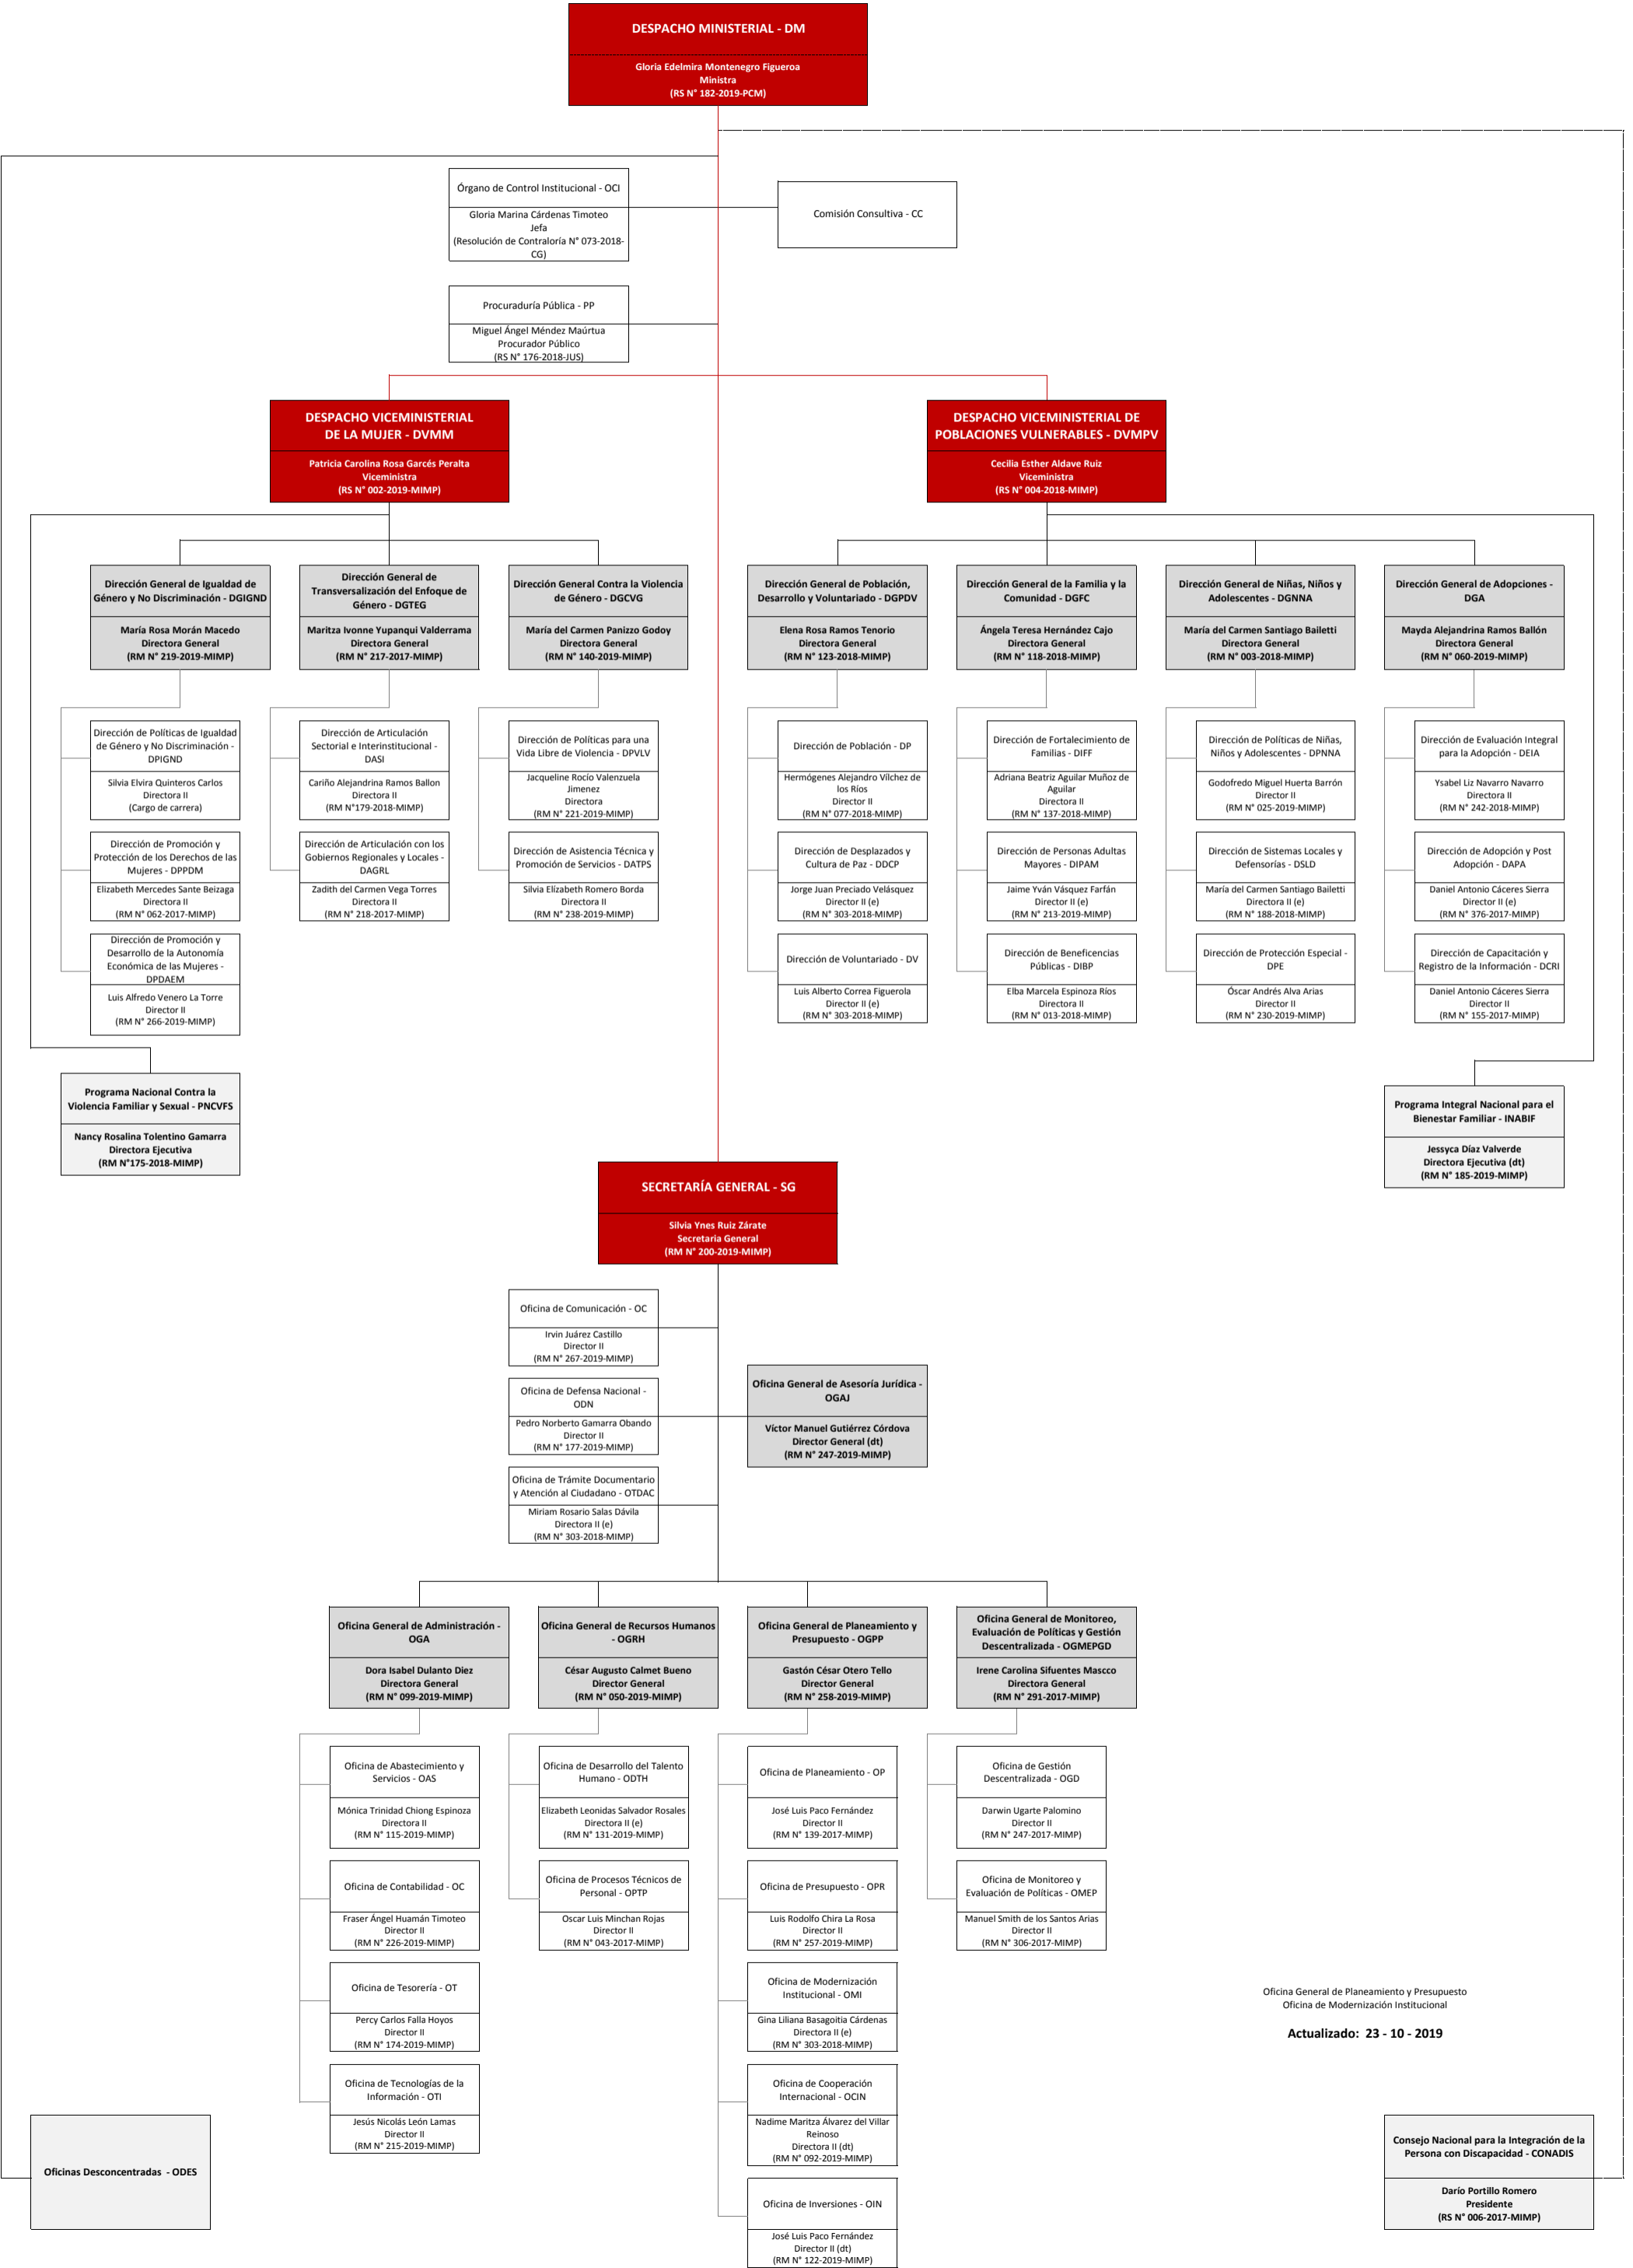 DESPACHO MINISTERIAL - DM
Gloria Edelmira Montenegro Figueroa
Ministra
(RS N° 182-2019-PCM)
Órgano de Control Institucional - OCI
Gloria Marina Cárdenas Timoteo
Jefa
(Resolución de Contraloría N° 073-2018-
CG)
Comisión Consultiva - CC
Procuraduría Pública - PP
Miguel Ángel Méndez Maúrtua
Procurador Público
(RS N° 176-2018-JUS)
DESPACHO VICEMINISTERIAL
DE LA MUJER - DVMM
Patricia Carolina Rosa Garcés Peralta
Viceministra
(RS N° 002-2019-MIMP)
DESPACHO VICEMINISTERIAL DE
POBLACIONES VULNERABLES - DVMPV
Cecilia Esther Aldave Ruiz
Viceministra
(RS N° 004-2018-MIMP)
Dirección General de Igualdad de
Género y No Discriminación - DGIGND
María Rosa Morán Macedo
Directora General
(RM N° 219-2019-MIMP)
Dirección General de
Transversalización del Enfoque de
Género - DGTEG
Maritza Ivonne Yupanqui Valderrama
Directora General
(RM N° 217-2017-MIMP)
Dirección General Contra la Violencia
de Género - DGCVG
María del Carmen Panizzo Godoy
Directora General
(RM N° 140-2019-MIMP)
Dirección General de Población,
Desarrollo y Voluntariado - DGPDV
Elena Rosa Ramos Tenorio
Directora General
(RM N° 123-2018-MIMP)
Dirección General de la Familia y la
Comunidad - DGFC
Ángela Teresa Hernández Cajo
Directora General
(RM N° 118-2018-MIMP)
Dirección General de Niñas, Niños y
Adolescentes - DGNNA
María del Carmen Santiago Bailetti
Directora General
(RM N° 003-2018-MIMP)
Dirección General de Adopciones -
DGA
Mayda Alejandrina Ramos Ballón
Directora General
(RM N° 060-2019-MIMP)
Dirección de Políticas de Igualdad
de Género y No Discriminación -
DPIGND
Silvia Elvira Quinteros Carlos
Directora II
(Cargo de carrera)
Dirección de Articulación
Sectorial e Interinstitucional -
DASI
Cariño Alejandrina Ramos Ballon
Directora II
(RM N°179-2018-MIMP)
Dirección de Políticas para una
Vida Libre de Violencia - DPVLV
Jacqueline Rocío Valenzuela
Jimenez
Directora
(RM N° 221-2019-MIMP)
Dirección de Población - DP
Hermógenes Alejandro Vílchez de
los Ríos
Director II
(RM N° 077-2018-MIMP)
Dirección de Fortalecimiento de
Familias - DIFF
Adriana Beatriz Aguilar Muñoz de
Aguilar
Directora II
(RM N° 137-2018-MIMP)
Dirección de Políticas de Niñas,
Niños y Adolescentes - DPNNA
Godofredo Miguel Huerta Barrón
Director II
(RM N° 025-2019-MIMP)
Dirección de Evaluación Integral
para la Adopción - DEIA
Ysabel Liz Navarro Navarro
Directora II
(RM N° 242-2018-MIMP)
Dirección de Promoción y
Protección de los Derechos de las
Mujeres - DPPDM
Elizabeth Mercedes Sante Beizaga
Directora II
(RM N° 062-2017-MIMP)
Dirección de Articulación con los
Gobiernos Regionales y Locales -
DAGRL
Zadith del Carmen Vega Torres
Directora II
(RM N° 218-2017-MIMP)
Dirección de Asistencia Técnica y
Promoción de Servicios - DATPS
Silvia Elízabeth Romero Borda
Directora II
(RM N° 238-2019-MIMP)
Dirección de Desplazados y
Cultura de Paz - DDCP
Jorge Juan Preciado Velásquez
Director II (e)
(RM N° 303-2018-MIMP)
Dirección de Personas Adultas
Mayores - DIPAM
Jaime Yván Vásquez Farfán
Director II (e)
(RM N° 213-2019-MIMP)
Dirección de Sistemas Locales y
Defensorías - DSLD
María del Carmen Santiago Bailetti
Directora II (e)
(RM N° 188-2018-MIMP)
Dirección de Adopción y Post
Adopción - DAPA
Daniel Antonio Cáceres Sierra
Director II (e)
(RM N° 376-2017-MIMP)
Dirección de Promoción y
Desarrollo de la Autonomía
Económica de las Mujeres -
DPDAEM
Luis Alfredo Venero La Torre
Director II
(RM N° 266-2019-MIMP)
Dirección de Voluntariado - DV
Luis Alberto Correa Figuerola
Director II (e)
(RM N° 303-2018-MIMP)
Dirección de Beneficencias
Públicas - DIBP
Elba Marcela Espinoza Ríos
Directora II
(RM N° 013-2018-MIMP)
Dirección de Protección Especial -
DPE
Óscar Andrés Alva Arias
Director II
(RM N° 230-2019-MIMP)
Dirección de Capacitación y
Registro de la Información - DCRI
Daniel Antonio Cáceres Sierra
Director II
(RM N° 155-2017-MIMP)
Programa Nacional Contra la
Violencia Familiar y Sexual - PNCVFS
Nancy Rosalina Tolentino Gamarra
Directora Ejecutiva
(RM N°175-2018-MIMP)
Programa Integral Nacional para el
Bienestar Familiar - INABIF
Jessyca Díaz Valverde
Directora Ejecutiva (dt)
(RM N° 185-2019-MIMP)
SECRETARÍA GENERAL - SG
Silvia Ynes Ruiz Zárate
Secretaria General
(RM N° 200-2019-MIMP)
Oficina de Comunicación - OC
Irvin Juárez Castillo
Director II
(RM N° 267-2019-MIMP)
Oficina de Defensa Nacional -
ODN
Pedro Norberto Gamarra Obando
Director II
(RM N° 177-2019-MIMP)
Oficina General de Asesoría Jurídica -
OGAJ
Víctor Manuel Gutiérrez Córdova
Director General (dt)
(RM N° 247-2019-MIMP)
Oficina de Trámite Documentario
y Atención al Ciudadano - OTDAC
Miriam Rosario Salas Dávila
Directora II (e)
(RM N° 303-2018-MIMP)
Oficina General de Administración -
OGA
Dora Isabel Dulanto Diez
Directora General
(RM N° 099-2019-MIMP)
Oficina General de Recursos Humanos
- OGRH
César Augusto Calmet Bueno
Director General
(RM N° 050-2019-MIMP)
Oficina General de Planeamiento y
Presupuesto - OGPP
Gastón César Otero Tello
Director General
(RM N° 258-2019-MIMP)
Oficina General de Monitoreo,
Evaluación de Políticas y Gestión
Descentralizada - OGMEPGD
Irene Carolina Sifuentes Mascco
Directora General
(RM N° 291-2017-MIMP)
Oficina de Abastecimiento y
Servicios - OAS
Mónica Trinidad Chiong Espinoza
Directora II
(RM N° 115-2019-MIMP)
Oficina de Desarrollo del Talento
Humano - ODTH
Elizabeth Leonidas Salvador Rosales
Directora II (e)
(RM N° 131-2019-MIMP)
Oficina de Planeamiento - OP
José Luis Paco Fernández
Director II
(RM N° 139-2017-MIMP)
Oficina de Gestión
Descentralizada - OGD
Darwin Ugarte Palomino
Director II
(RM N° 247-2017-MIMP)
Oficina de Contabilidad - OC
Fraser Ángel Huamán Timoteo
Director II
(RM N° 226-2019-MIMP)
Oficina de Procesos Técnicos de
Personal - OPTP
Oscar Luis Minchan Rojas
Director II
(RM N° 043-2017-MIMP)
Oficina de Presupuesto - OPR
Luis Rodolfo Chira La Rosa
Director II
(RM N° 257-2019-MIMP)
Oficina de Monitoreo y
Evaluación de Políticas - OMEP
Manuel Smith de los Santos Arias
Director II
(RM N° 306-2017-MIMP)
Oficina de Tesorería - OT
Percy Carlos Falla Hoyos
Director II
(RM N° 174-2019-MIMP)
Oficina de Modernización
Institucional - OMI
Gina Liliana Basagoitia Cárdenas
Directora II (e)
(RM N° 303-2018-MIMP)
Oficina General de Planeamiento y Presupuesto
Oficina de Modernización Institucional
Actualizado: 23 - 10 - 2019
Oficina de Tecnologías de la
Información - OTI
Jesús Nicolás León Lamas
Director II
(RM N° 215-2019-MIMP)
Oficina de Cooperación
Internacional - OCIN
Nadime Maritza Álvarez del Villar
Reinoso
Directora II (dt)
(RM N° 092-2019-MIMP)
Oficinas Desconcentradas - ODES
Consejo Nacional para la Integración de la
Persona con Discapacidad - CONADIS
Darío Portillo Romero
Presidente
(RS N° 006-2017-MIMP)
Oficina de Inversiones - OIN
José Luis Paco Fernández
Director II (dt)
(RM N° 122-2019-MIMP)